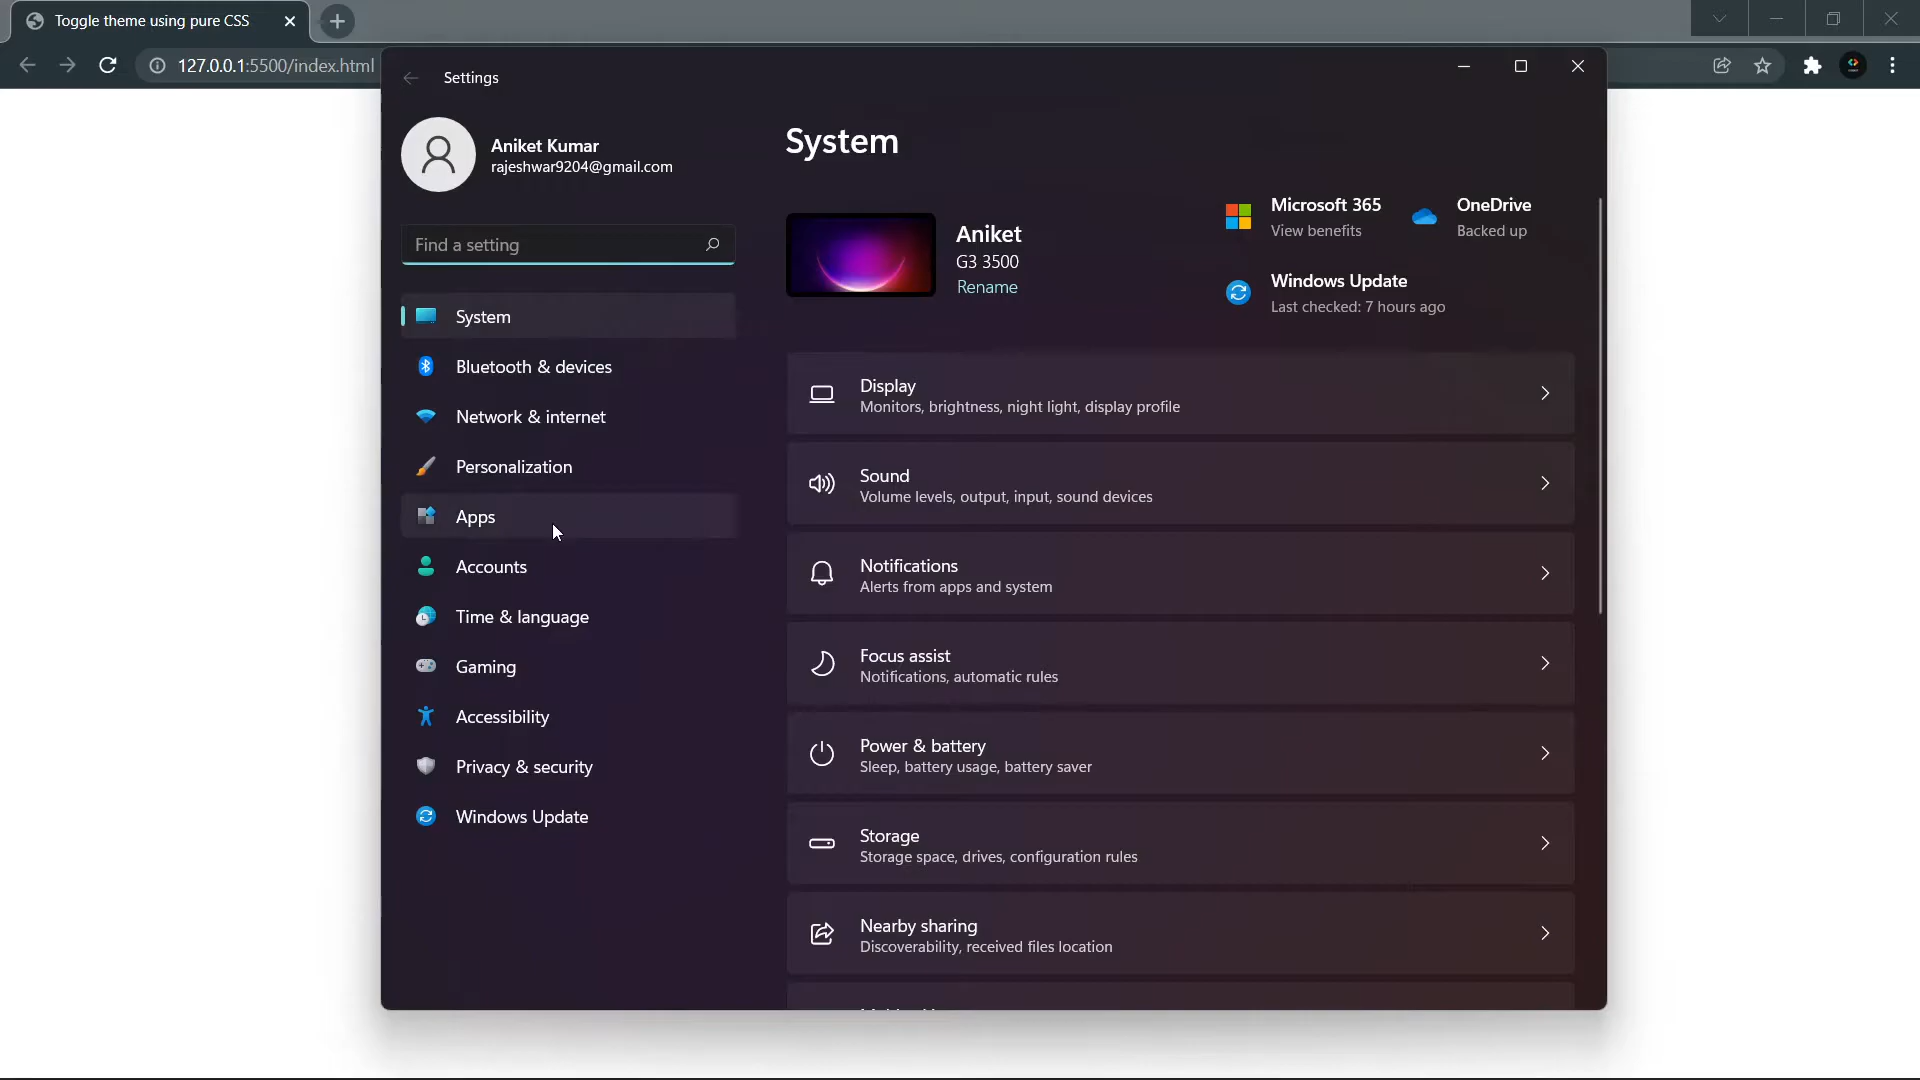 Toggle theme using pure CSS
127.0.0.1:5500/index.html
Settings
Aniket Kumar
rajeshwar9204@gmail.com
Find a setting
System
Bluetooth & devices
Network & internet
Personalization
Apps
Accounts
Time & language
Gaming
Accessibility
Privacy & security
Windows Update
System
Aniket
G3 3500
Rename
Microsoft 365
View benefits
OneDrive
Backed up
Windows Update
Last checked: 7 hours ago
Display
Monitors, brightness, night light, display profile
Sound
Volume levels, output, input, sound devices
Notifications
Alerts from apps and system
Focus assist
Notifications, automatic rules
Power & battery
Sleep, battery usage, battery saver
Storage
Storage space, drives, configuration rules
Nearby sharing
Discoverability, received files location